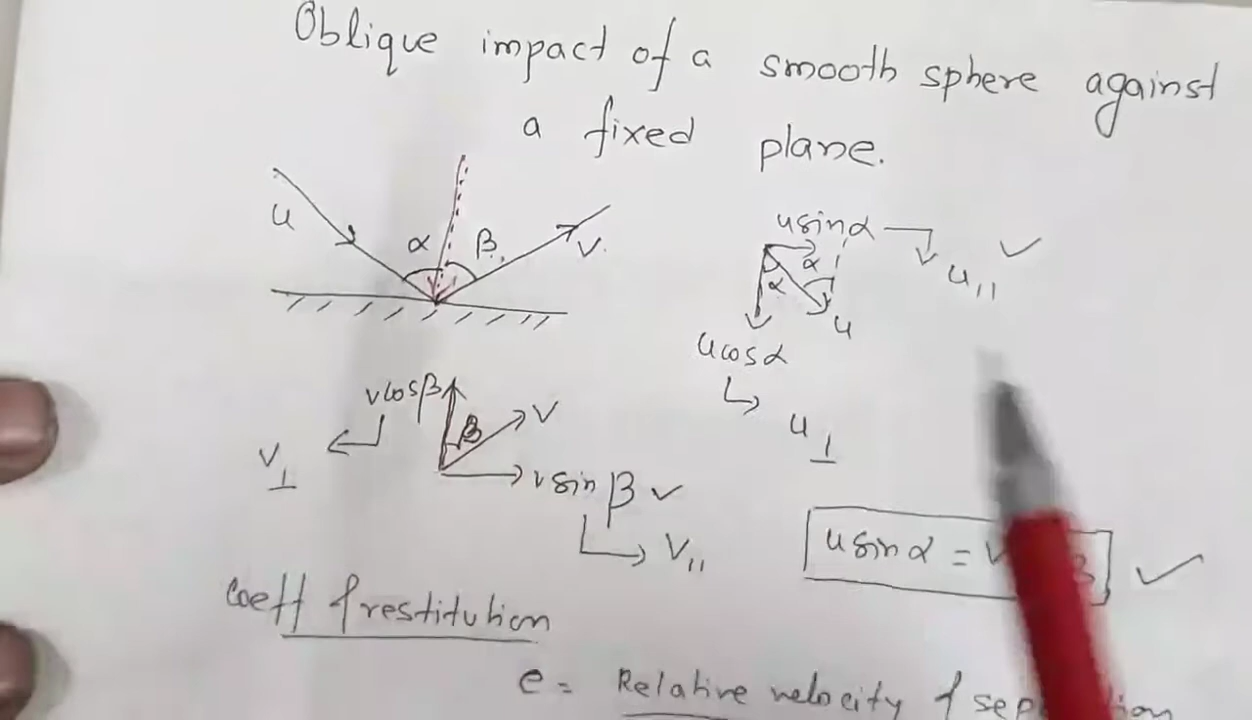 Oblique impact of a smooth sphere against
a fixed plane.
u α β v
usinα
u||
α
α
u
ucosα
u⊥
vcosβ
β v
v⊥
vsinβ
v||
usinα =
Coeff of restitution
e = Relative velocity of